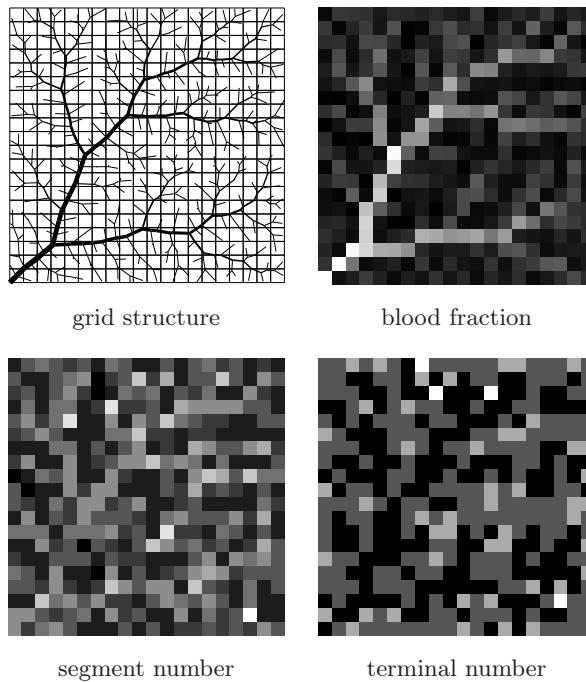 grid structure
blood fraction
segment number
terminal number